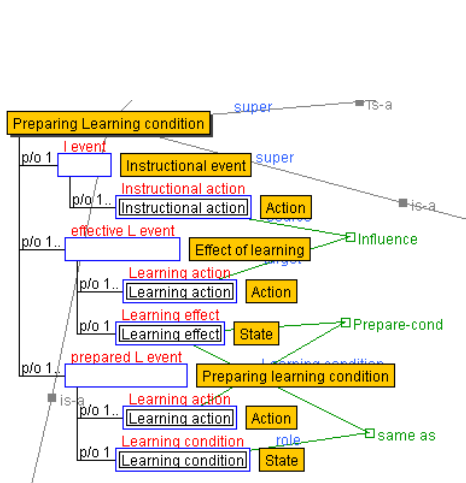 super
is-a
Preparing Learning condition
I event
super
p/o 1
Instructional event
Instructional action
p/o 1..
Instructional action
Action
is-a
source
effective L event
Influence
p/o 1..
Effect of learning
target
Learning action
p/o 1..
Learning action
Action
Learning effect
Prepare-cond
p/o 1
Learning effect
State
prepared L event
Learning condition
p/o 1..
Preparing learning condition
Learning action
is-a
p/o 1..
Learning action
Action
Learning condition
role
same as
p/o 1
Learning condition
State